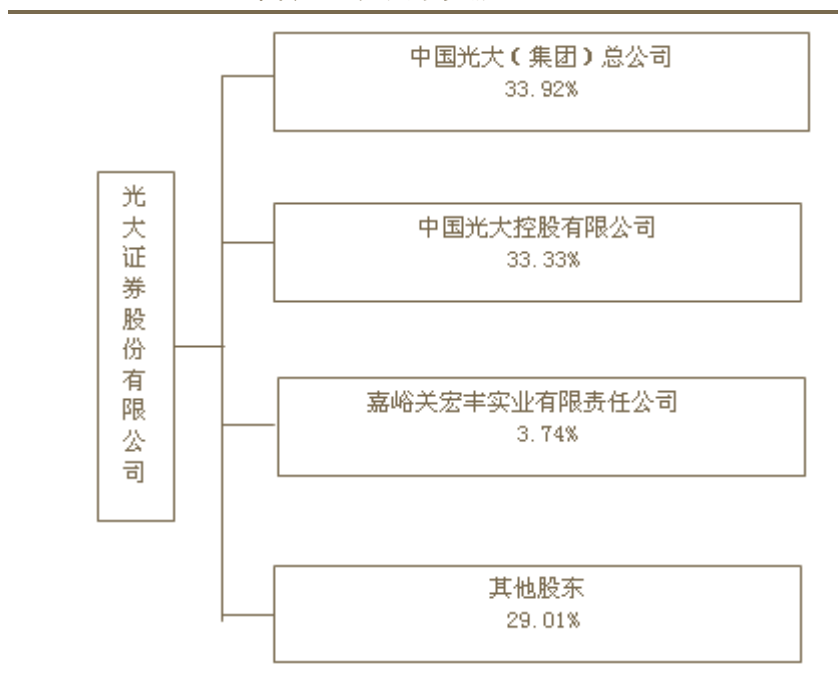 中国光大（集团）总公司
33.92%
光大证券股份有限公司
中国光大控股有限公司
33.33%
嘉峪关宏丰实业有限责任公司
3.74%
其他股东
29.01%